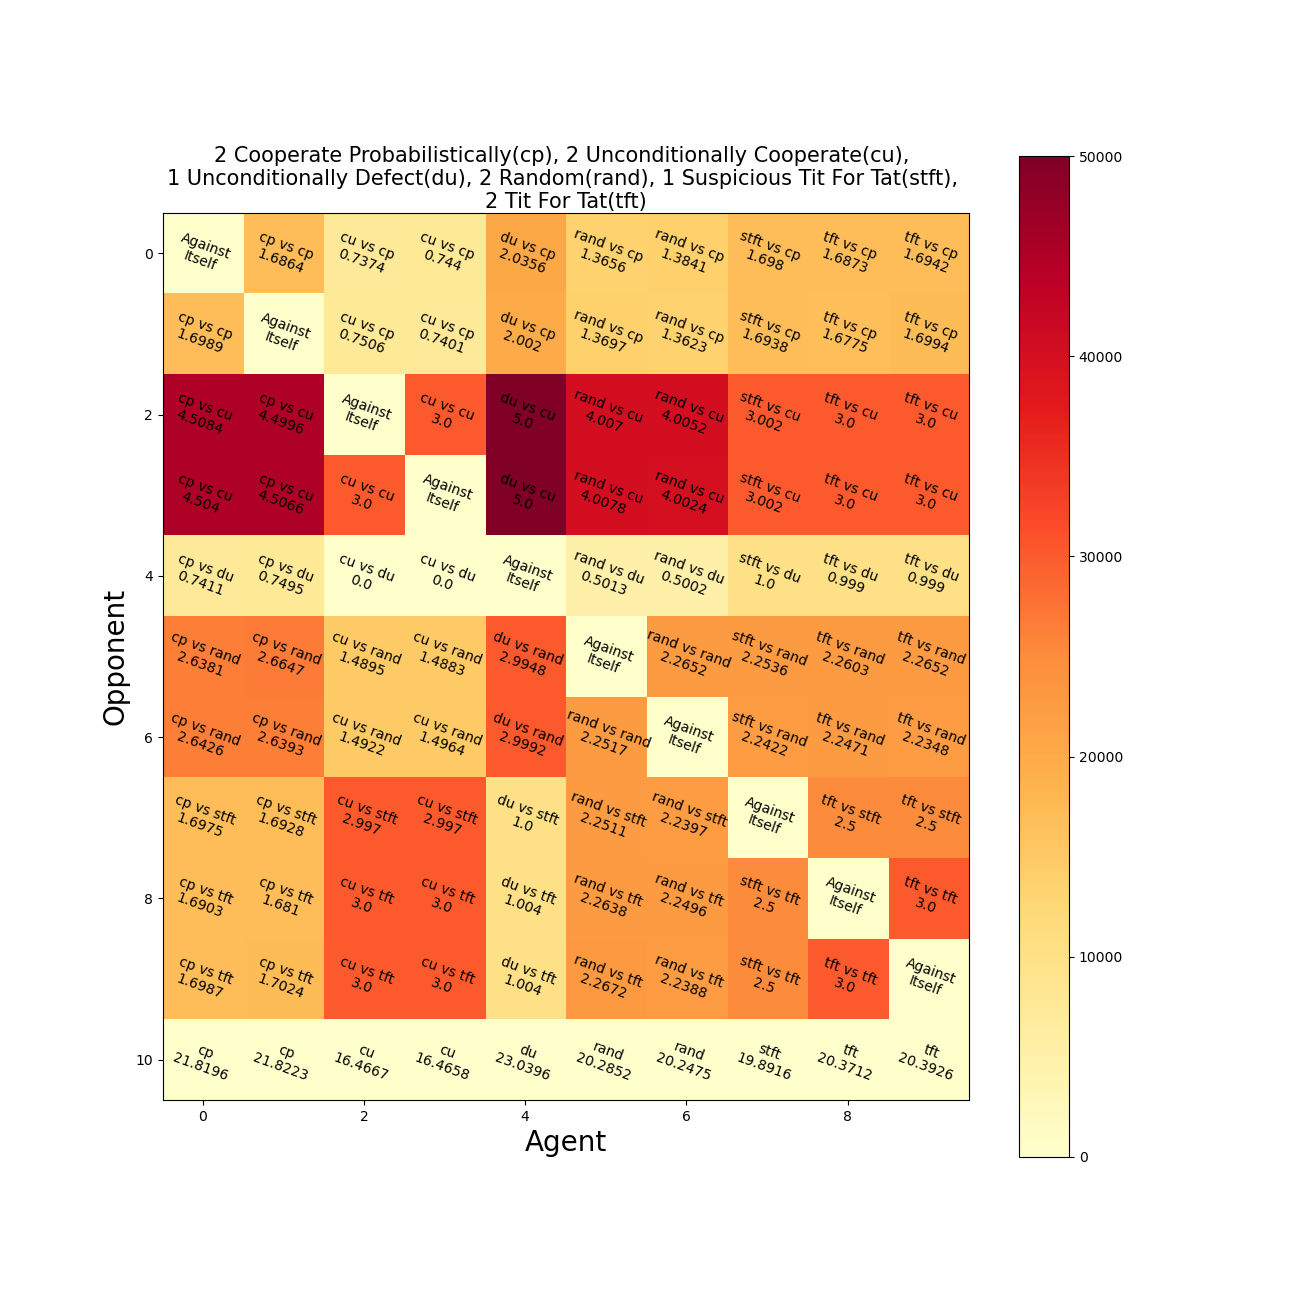 2 Cooperate Probabilistically(cp), 2 Unconditionally Cooperate(cu),
1 Unconditionally Defect(du), 2 Random(rand), 1 Suspicious Tit For Tat(stft),
2 Tit For Tat(tft)
0
Against Itself
cp vs cp 1.6864
cu vs cp 0.7374
cu vs cp 0.744
du vs cp 2.0356
rand vs cp 1.3656
rand vs cp 1.3841
stft vs cp 1.698
tft vs cp 1.6873
tft vs cp 1.6942
cp vs cp 1.6989
Against Itself
cu vs cp 0.7506
cu vs cp 0.7401
du vs cp 2.002
rand vs cp 1.3697
rand vs cp 1.3623
stft vs cp 1.6938
tft vs cp 1.6775
tft vs cp 1.6994
2
cp vs cu 4.5084
cp vs cu 4.4996
Against Itself
cu vs cu 3.0
du vs cu 5.0
rand vs cu 4.007
rand vs cu 4.0052
stft vs cu 3.002
tft vs cu 3.0
tft vs cu 3.0
cp vs cu 4.504
cp vs cu 4.5066
cu vs cu 3.0
Against Itself
du vs cu 5.0
rand vs cu 4.0078
rand vs cu 4.0024
stft vs cu 3.002
tft vs cu 3.0
tft vs cu 3.0
4
cp vs du 0.7411
cp vs du 0.7495
cu vs du 0.0
cu vs du 0.0
Against Itself
rand vs du 0.5013
rand vs du 0.5002
stft vs du 1.0
tft vs du 0.999
tft vs du 0.999
cp vs rand 2.6381
cp vs rand 2.6647
cu vs rand 1.4895
cu vs rand 1.4883
du vs rand 2.9948
Against Itself
rand vs rand 2.2652
stft vs rand 2.2536
tft vs rand 2.2603
tft vs rand 2.2652
6
cp vs rand 2.6426
cp vs rand 2.6393
cu vs rand 1.4922
cu vs rand 1.4964
du vs rand 2.9992
rand vs rand 2.2517
Against Itself
stft vs rand 2.2422
tft vs rand 2.2471
tft vs rand 2.2348
cp vs stft 1.6975
cp vs stft 1.6928
cu vs stft 2.997
cu vs stft 2.997
du vs stft 1.0
rand vs stft 2.2511
rand vs stft 2.2397
Against Itself
tft vs stft 2.5
tft vs stft 2.5
8
cp vs tft 1.6903
cp vs tft 1.681
cu vs tft 3.0
cu vs tft 3.0
du vs tft 1.004
rand vs tft 2.2638
rand vs tft 2.2496
stft vs tft 2.5
Against Itself
tft vs tft 3.0
cp vs tft 1.6987
cp vs tft 1.7024
cu vs tft 3.0
cu vs tft 3.0
du vs tft 1.004
rand vs tft 2.2672
rand vs tft 2.2388
stft vs tft 2.5
tft vs tft 3.0
Against Itself
10
cp 21.8196
cp 21.8223
cu 16.4667
cu 16.4658
du 23.0396
rand 20.2852
rand 20.2475
stft 19.8916
tft 20.3712
tft 20.3926
0 2 4 6 8
Agent
Opponent
50000
40000
30000
20000
10000
0